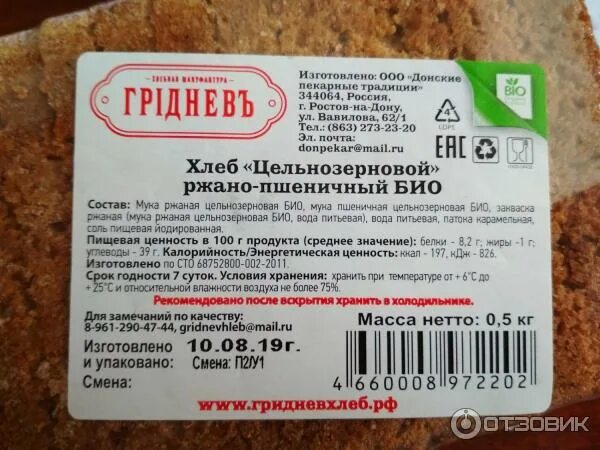 ХЛЕБНАЯ МАНУФАКТУРА
ГРIДНЕВЪ
Изготовлено: ООО «Донские
пекарные традиции»
344064, Россия,
г. Ростов-на-Дону,
ул. Вавилова, 62/1
Тел.: (863) 273-23-20
Эл. почта:
donpekar@mail.ru
BIO
4
LDPE
EAC
Хлеб «Цельнозерновой»
ржано-пшеничный БИО
Состав: Мука ржаная цельнозерновая БИО, мука пшеничная цельнозерновая БИО, закваска
ржаная (мука ржаная цельнозерновая БИО, вода питьевая), вода питьевая, патока карамельная,
соль пищевая йодированная.
Пищевая ценность в 100 г продукта (среднее значение): белки - 8,2 г; жиры -1 г;
углеводы - 39 г. Калорийность/Энергетическая ценность: ккал - 197, кДж - 826.
Изготовлено по СТО 68752800-002-2011.
Срок годности 7 суток. Условия хранения: хранить при температуре от + 6°С до
+ 25°С и относительной влажности воздуха не более 75%.
Рекомендовано после вскрытия хранить в холодильнике.
Для замечаний по качеству:
8-961-290-47-44, gridnevhleb@mail.ru
Масса нетто: 0,5 кг
Изготовлено 10.08.19г.
и упаковано: Смена: П2/У1
Смена:
4 660008 972202
www.гридневхлеб.рф
ОТЗОВИК